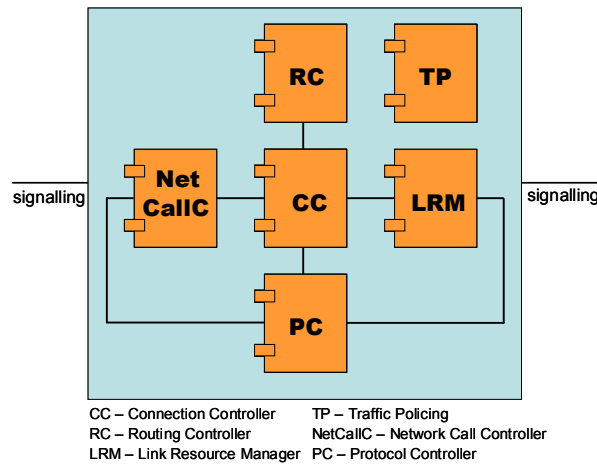 RC
TP
signalling
Net
CallC
CC
LRM
signalling
PC
CC – Connection Controller
TP – Traffic Policing
RC – Routing Controller
NetCallC – Network Call Controller
LRM – Link Resource Manager
PC – Protocol Controller